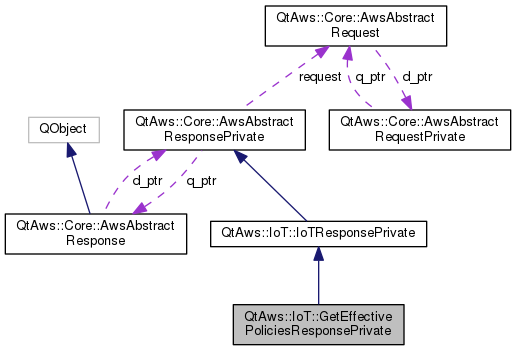 QtAws::Core::AwsAbstract
Request
request
q_ptr
d_ptr
QObject
QtAws::Core::AwsAbstract
ResponsePrivate
QtAws::Core::AwsAbstract
RequestPrivate
d_ptr
q_ptr
QtAws::Core::AwsAbstract
Response
QtAws::IoT::IoTResponsePrivate
QtAws::IoT::GetEffective
PoliciesResponsePrivate